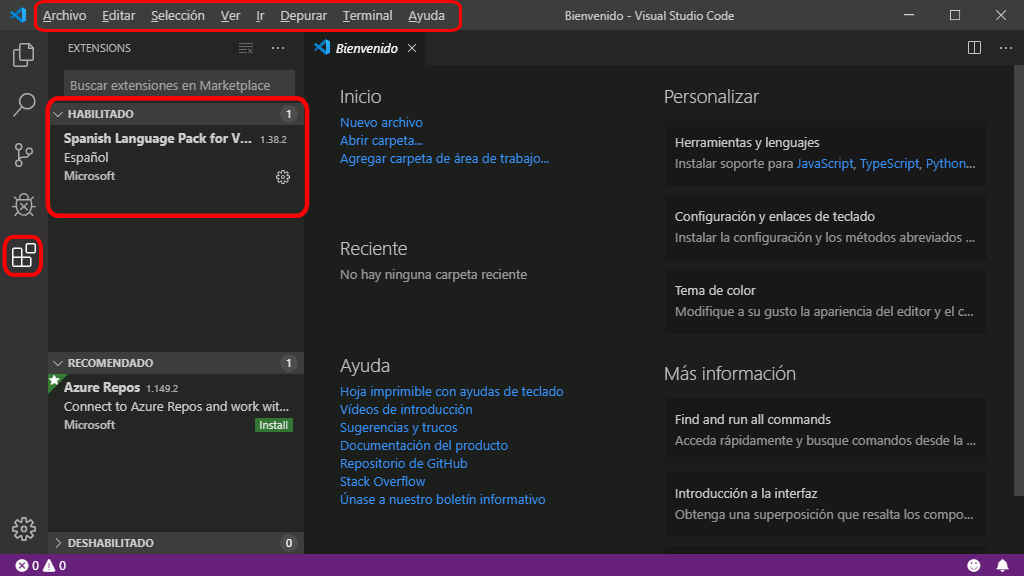 Archivo Editar Selección Ver Ir Depurar Terminal Ayuda
Bienvenido - Visual Studio Code
EXTENSIONS
Buscar extensiones en Marketplace
HABILITADO 1
Spanish Language Pack for V... 1.38.2
Español
Microsoft
RECOMENDADO 1
Azure Repos 1.149.2
Connect to Azure Repos and work wit...
Microsoft Install
DESHABILITADO 0
Bienvenido
Inicio
Nuevo archivo
Abrir carpeta...
Agregar carpeta de área de trabajo...
Reciente
No hay ninguna carpeta reciente
Ayuda
Hoja imprimible con ayudas de teclado
Vídeos de introducción
Sugerencias y trucos
Documentación del producto
Repositorio de GitHub
Stack Overflow
Únase a nuestro boletín informativo
Personalizar
Herramientas y lenguajes
Instalar soporte para JavaScript, TypeScript, Python...
Configuración y enlaces de teclado
Instalar la configuración y los métodos abreviados ...
Tema de color
Modifique a su gusto la apariencia del editor y el c...
Más información
Find and run all commands
Acceda rápidamente y busque comandos desde la ...
Introducción a la interfaz
Obtenga una superposición que resalta los compo...
0 0